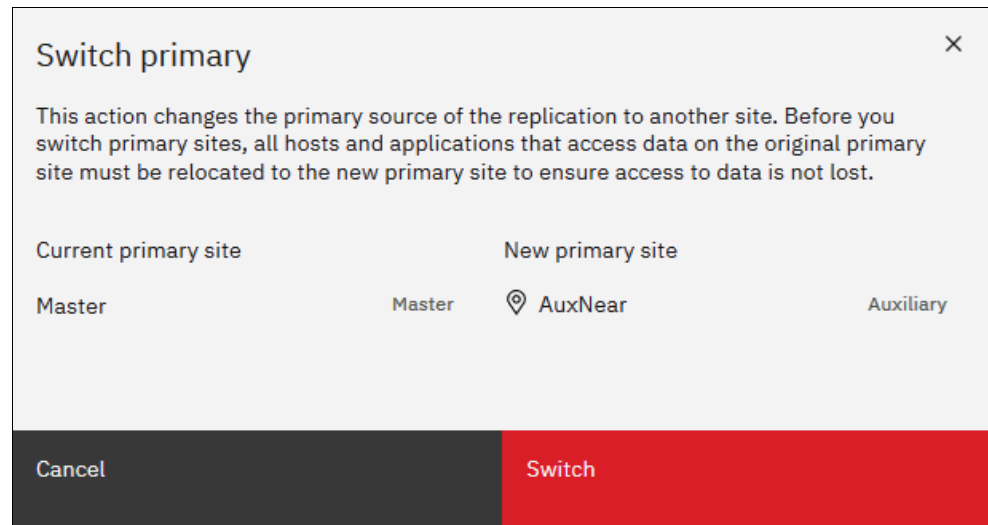 Switch primary
This action changes the primary source of the replication to another site. Before you
switch primary sites, all hosts and applications that access data on the original primary
site must be relocated to the new primary site to ensure access to data is not lost.
Current primary site New primary site
Master Master AuxNear Auxiliary
Cancel Switch